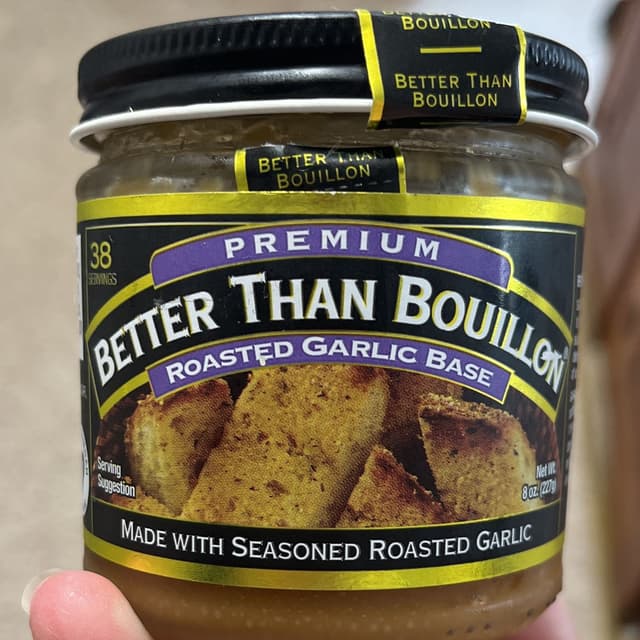 BOUILLON
BETTER THAN
BOUILLON
BETTER THAN
BOUILLON
38
SERVINGS
PREMIUM
BETTER THAN BOUILLON
ROASTED GARLIC BASE
Serving
Suggestion
Net Wt.
8 oz. (227g)
MADE WITH SEASONED ROASTED GARLIC